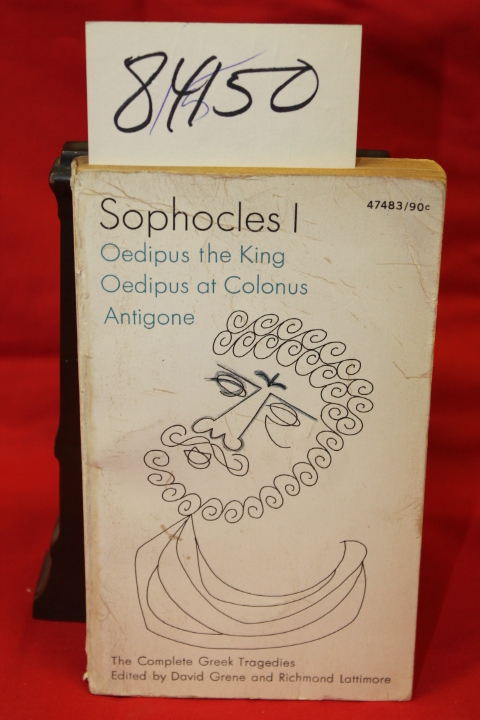 84150
Sophocles I
47483/90c
Oedipus the King
Oedipus at Colonus
Antigone
The Complete Greek Tragedies
Edited by David Grene and Richmond Lattimore